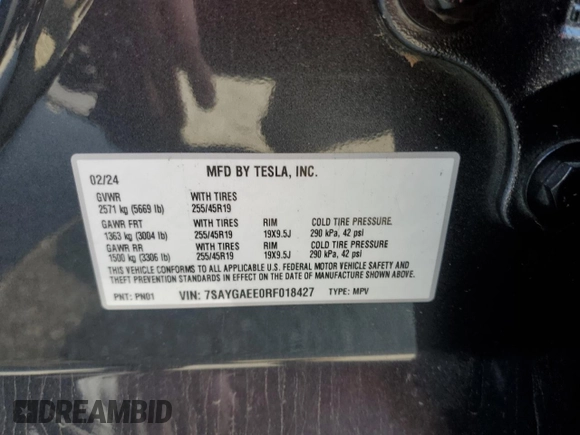 02/24 MFD BY TESLA, INC.
GVWR WITH TIRES
2571 kg (5669 lb) 255/45R19
GAWR FRT WITH TIRES RIM COLD TIRE PRESSURE
1363 kg (3004 lb) 255/45R19 19X9.5J 290 kPa, 42 psi
GAWR RR WITH TIRES RIM COLD TIRE PRESSURE
1500 kg (3306 lb) 255/45R19 19X9.5J 290 kPa, 42 psi
THIS VEHICLE CONFORMS TO ALL APPLICABLE U.S. FEDERAL MOTOR VEHICLE SAFETY AND
THEFT PREVENTION STANDARDS IN EFFECT ON THE DATE OF MANUFACTURE SHOWN ABOVE.
PNT: PN01 VIN: 7SAYGAEE0RF018427 TYPE: MPV
DREAMBID